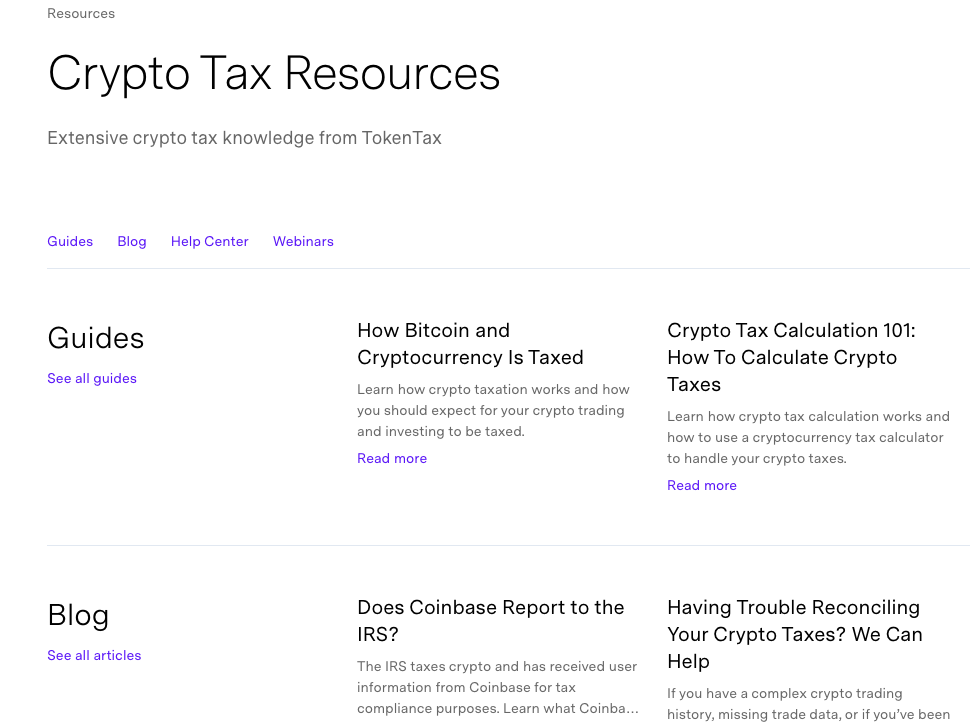 Resources
Crypto Tax Resources
Extensive crypto tax knowledge from TokenTax
Guides Blog Help Center Webinars
Guides
See all guides
How Bitcoin and
Cryptocurrency Is Taxed
Learn how crypto taxation works and how
you should expect for your crypto trading
and investing to be taxed.
Read more
Crypto Tax Calculation 101:
How To Calculate Crypto
Taxes
Learn how crypto tax calculation works and
how to use a cryptocurrency tax calculator
to handle your crypto taxes.
Read more
Blog
See all articles
Does Coinbase Report to the
IRS?
The IRS taxes crypto and has received user
information from Coinbase for tax
compliance purposes. Learn what Coinba…
Having Trouble Reconciling
Your Crypto Taxes? We Can
Help
If you have a complex crypto trading
history, missing trade data, or if you’ve been